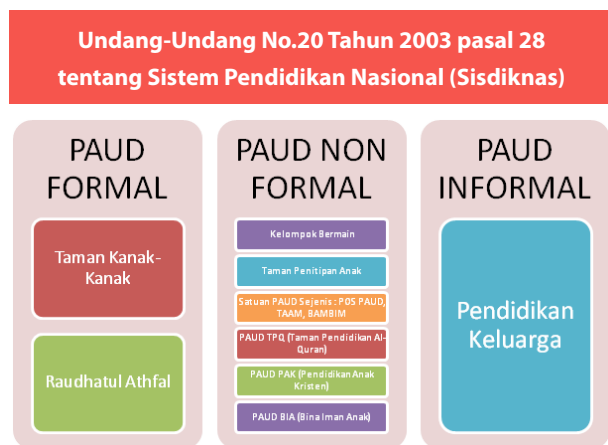 Undang-Undang No.20 Tahun 2003 pasal 28
tentang Sistem Pendidikan Nasional (Sisdiknas)
PAUD
FORMAL
Taman Kanak-
Kanak
Raudhatul Athfal
PAUD NON
FORMAL
Kelompok Bermain
Taman Penitipan Anak
Satuan PAUD Sejenis : POS PAUD,
TAAM, BAMBIM
PAUD TPQ (Taman Pendidikan Al-
Quran)
PAUD PAK (Pendidikan Anak
Kristen)
PAUD BIA (Bina Iman Anak)
PAUD
INFORMAL
Pendidikan
Keluarga